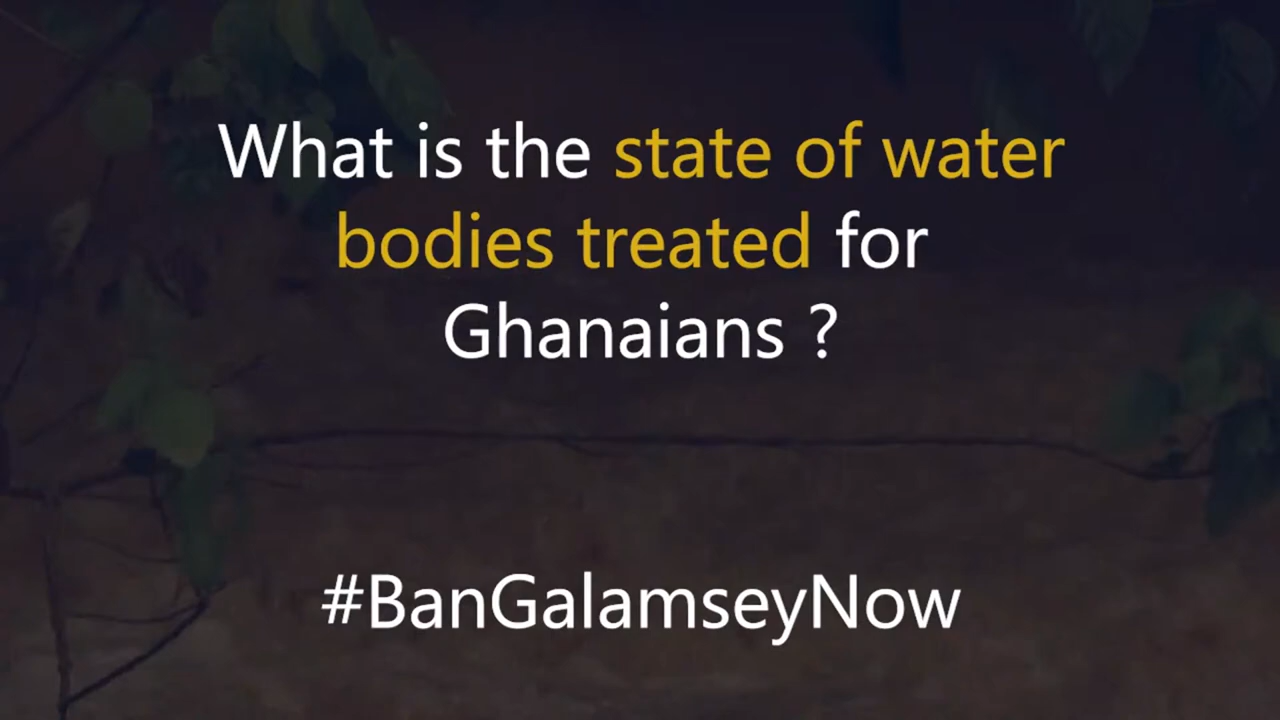 What is the state of water
bodies treated for
Ghanaians ?
#BanGalamseyNow